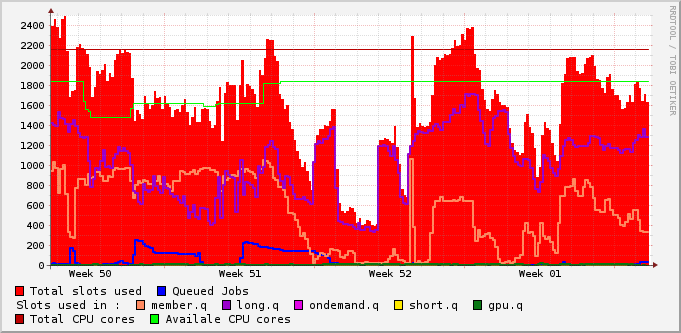 2400
2200
2000
1800
1600
1400
1200
1000
800
600
400
200
0
Week 50 Week 51 Week 52 Week 01
Total slots used Queued Jobs
Slots used in : member.q long.q ondemand.q short.q gpu.q
Total CPU cores Availale CPU cores
RRDTOOL / TOBI OETIKER